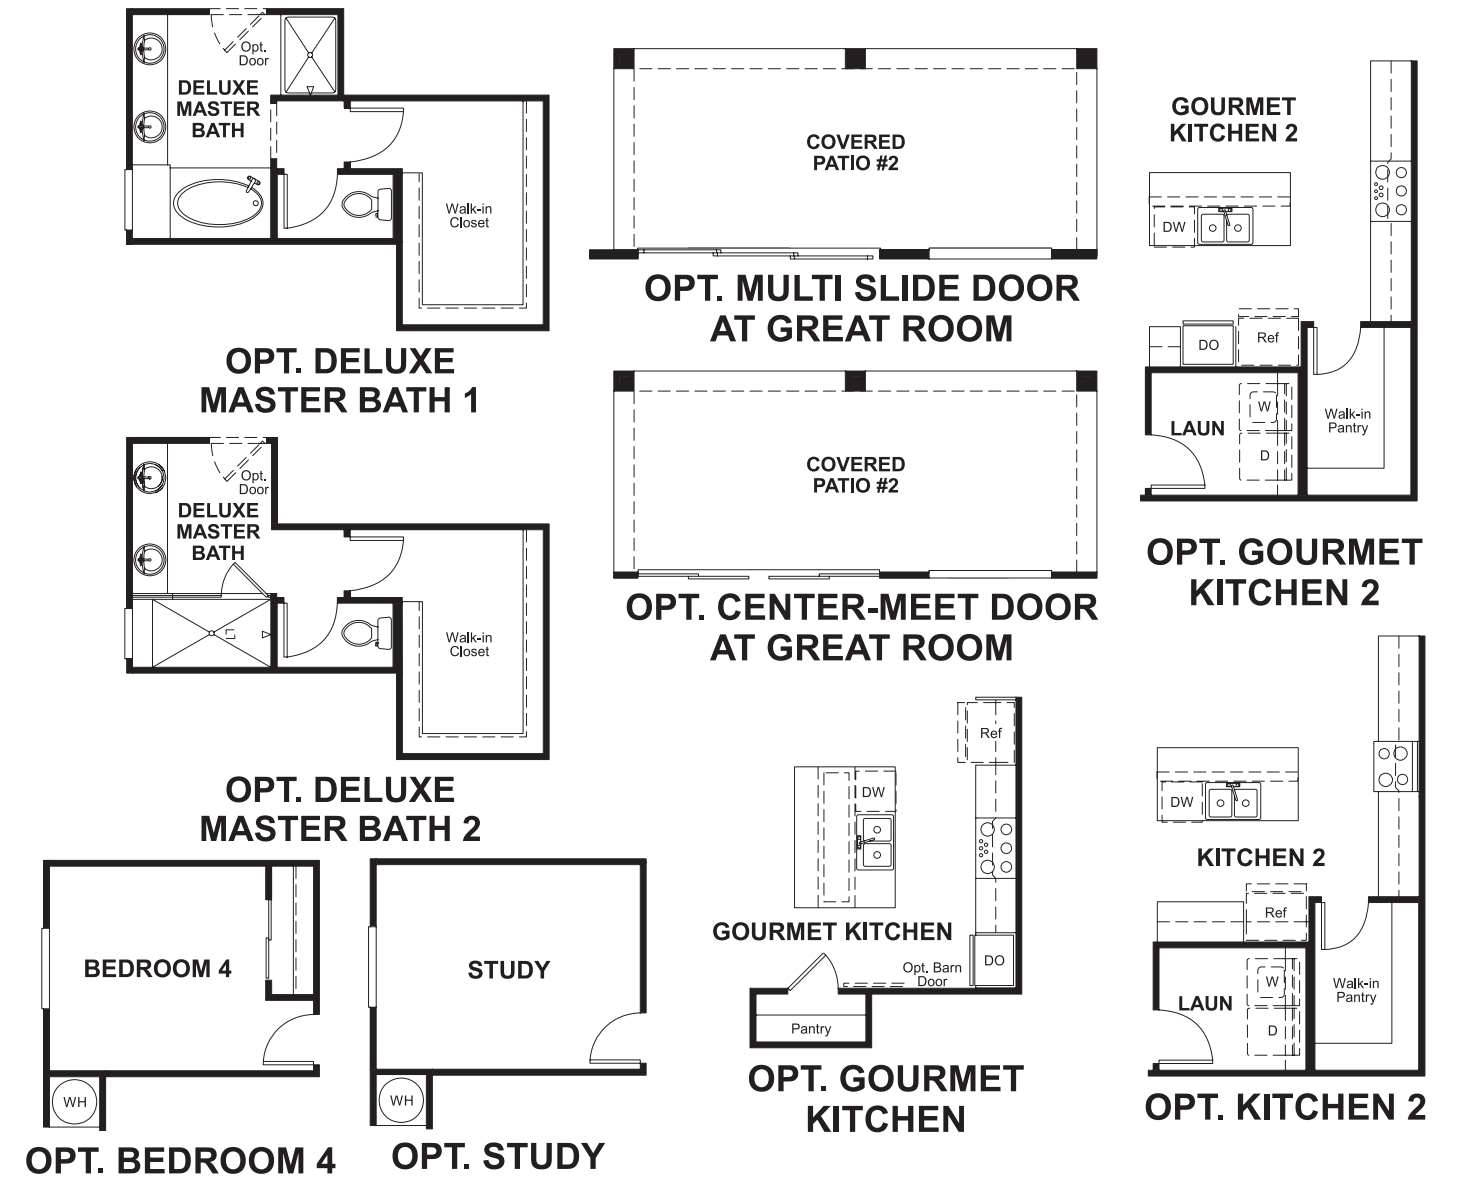 Opt.
Door
DELUXE
MASTER
BATH
Walk-in
Closet
OPT. DELUXE
MASTER BATH 1
COVERED
PATIO #2
OPT. MULTI SLIDE DOOR
AT GREAT ROOM
GOURMET
KITCHEN 2
DW
DO
Ref
W
D
LAUN
Walk-in
Pantry
OPT. GOURMET
KITCHEN 2
Opt.
Door
DELUXE
MASTER
BATH
Walk-in
Closet
OPT. DELUXE
MASTER BATH 2
COVERED
PATIO #2
OPT. CENTER-MEET DOOR
AT GREAT ROOM
Ref
DW
GOURMET KITCHEN
Opt. Barn
Door
DO
Pantry
OPT. GOURMET
KITCHEN
DW
KITCHEN 2
Ref
W
D
LAUN
Walk-in
Pantry
OPT. KITCHEN 2
BEDROOM 4
WH
OPT. BEDROOM 4
STUDY
WH
OPT. STUDY